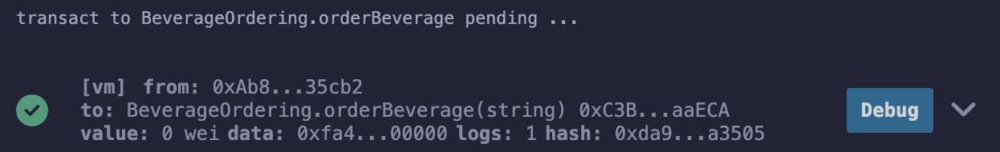 transact to BeverageOrdering.orderBeverage pending ...
[vm] from: 0xAb8...35cb2
to: BeverageOrdering.orderBeverage(string) 0xC3B...aaECA
value: 0 wei data: 0xfa4...00000 logs: 1 hash: 0xda9...a3505
Debug